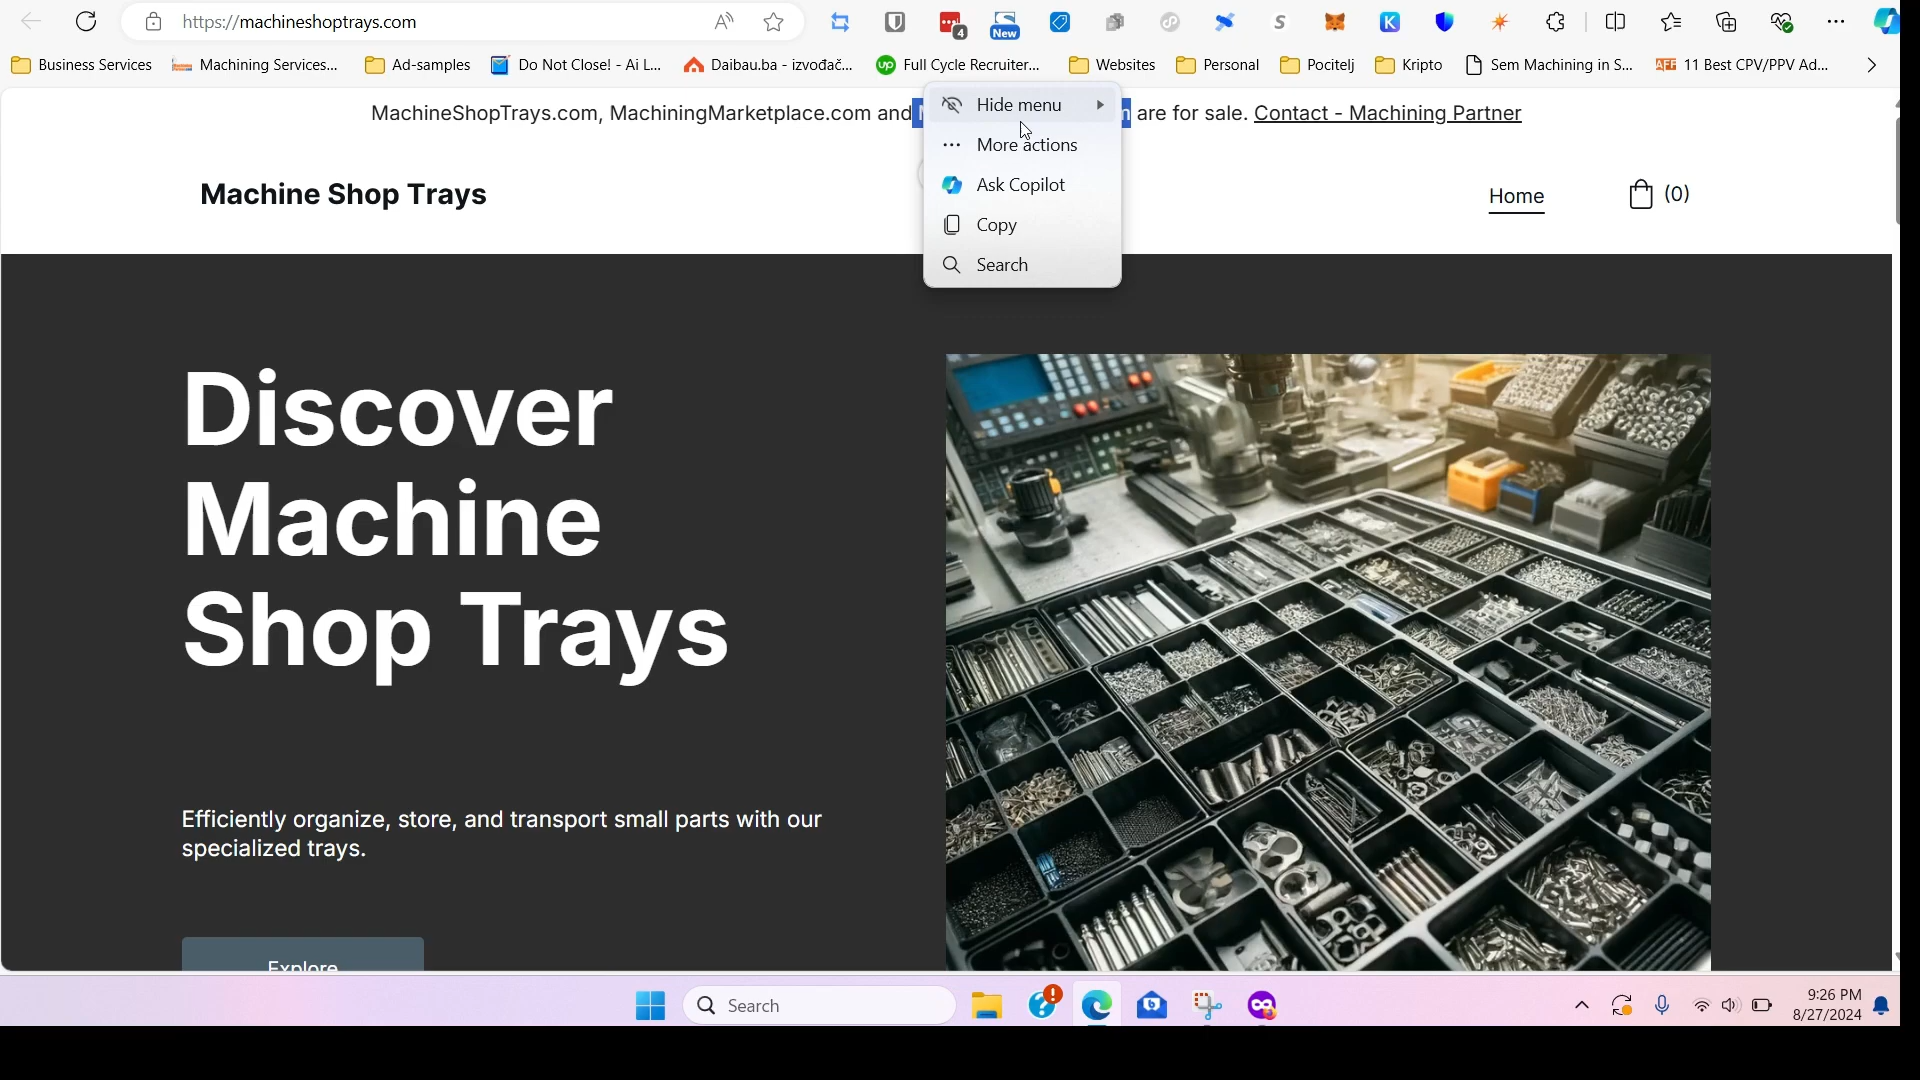 https://machineshoptrays.com
4
New
Business Services
Machining Services...
Ad-samples
Do Not Close! - Ai L...
Daibau.ba - izvođač...
Full Cycle Recruiter...
Websites
Personal
Pocitelj
Kripto
Sem Machining in S...
AFF 11 Best CPV/PPV Ad...
MachineShopTrays.com, MachiningMarketplace.com and are for sale. Contact - Machining Partner
Hide menu
More actions
Ask Copilot
Copy
Search
Machine Shop Trays
Home
(0)
Discover
Machine
Shop Trays
Efficiently organize, store, and transport small parts with our
specialized trays.
Explore
Search
9:26 PM
8/27/2024